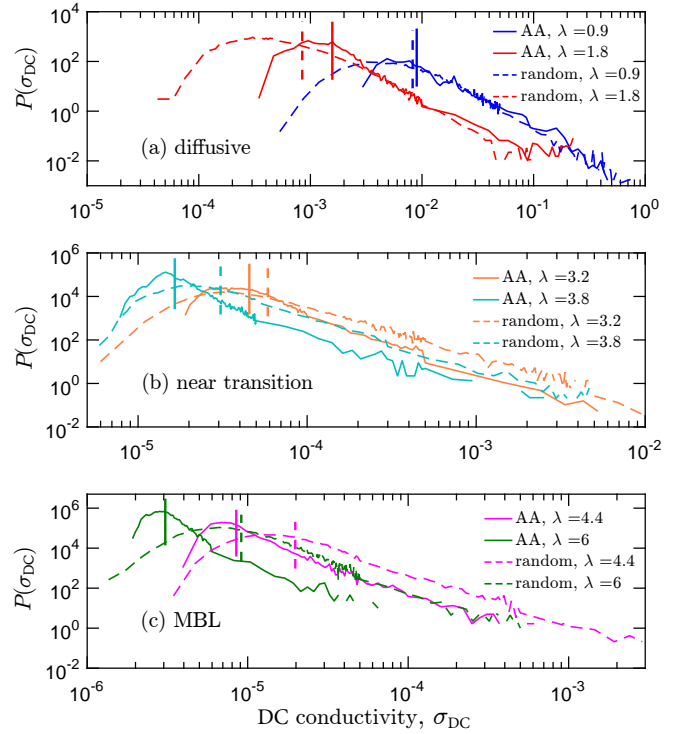 P(σ_DC)
10^4
10^2
10^0
10^-2
AA, λ =0.9
AA, λ =1.8
random, λ =0.9
random, λ =1.8
(a) diffusive
10^-5 10^-4 10^-3 10^-2 10^-1 10^0
P(σ_DC)
10^6
10^4
10^2
10^0
10^-2
AA, λ =3.2
AA, λ =3.8
random, λ =3.2
random, λ =3.8
(b) near transition
10^-5 10^-4 10^-3 10^-2
P(σ_DC)
10^6
10^4
10^2
10^0
10^-2
AA, λ =4.4
AA, λ =6
random, λ =4.4
random, λ =6
(c) MBL
10^-6 10^-5 10^-4 10^-3
DC conductivity, σ_DC